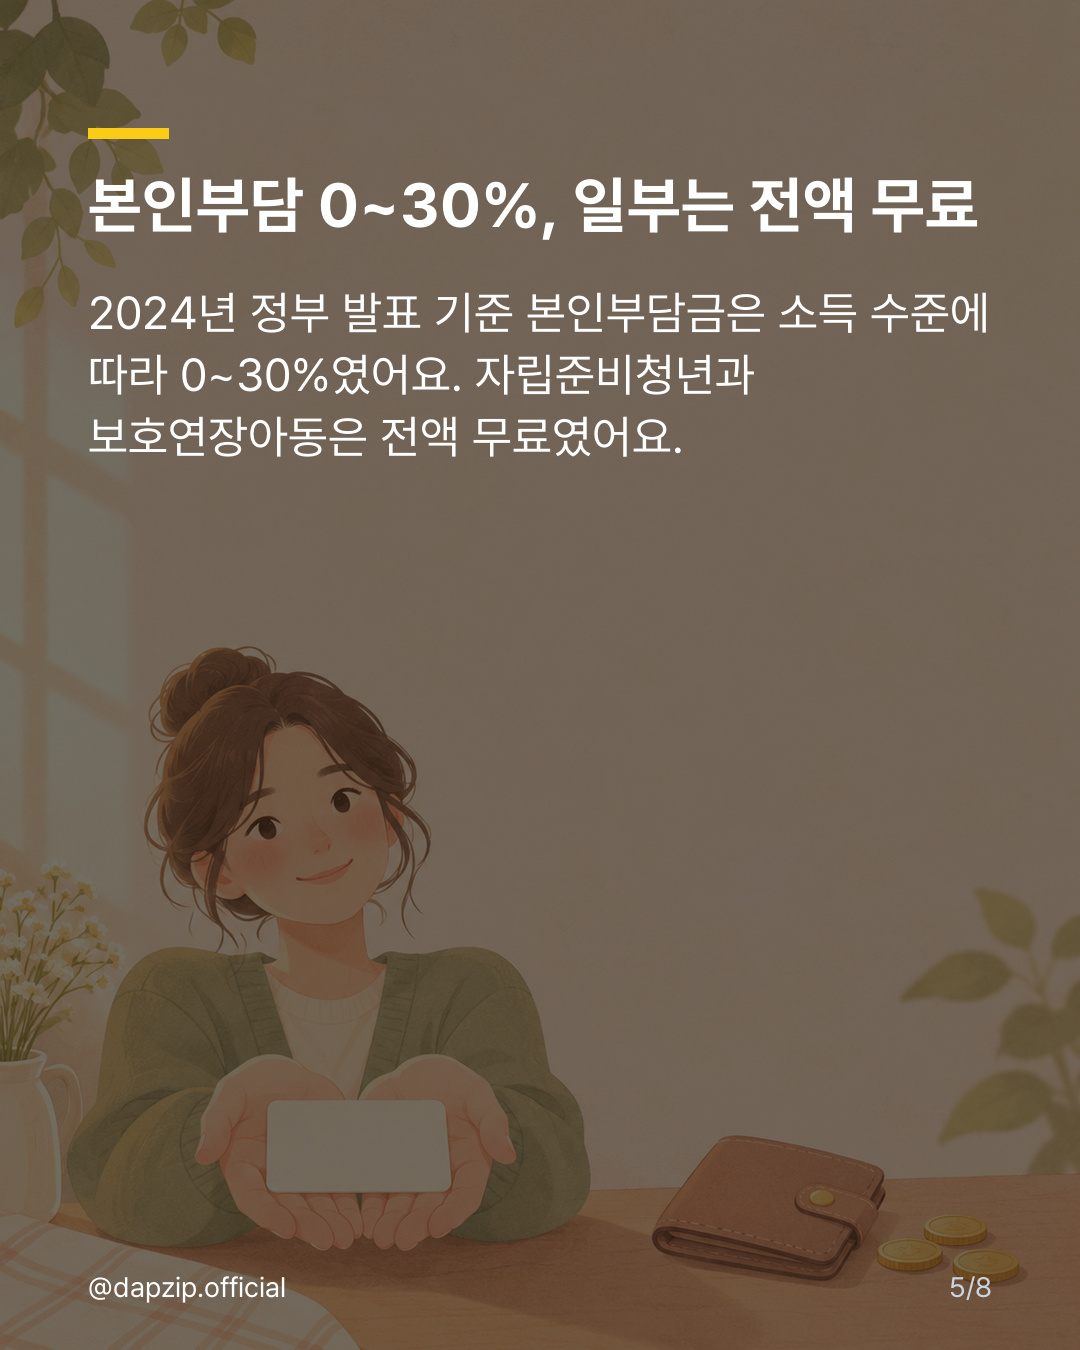 본인부담 0~30%, 일부는 전액 무료
2024년 정부 발표 기준 본인부담금은 소득 수준에
따라 0~30%였어요. 자립준비청년과
보호연장아동은 전액 무료였어요.
@dapzip.official
5/8